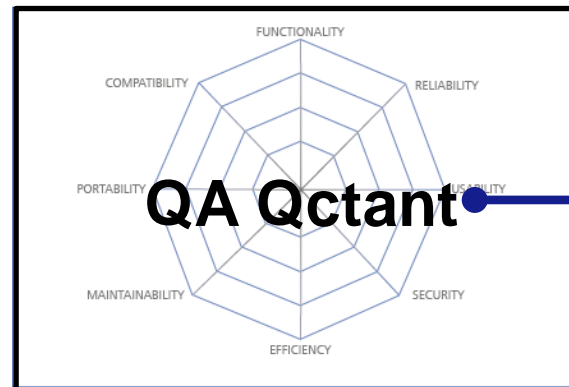 FUNCTIONALITY
COMPATIBILITY RELIABILITY
PORTABILITY USABILITY
QA Qctant
MAINTAINABILITY SECURITY
EFFICIENCY